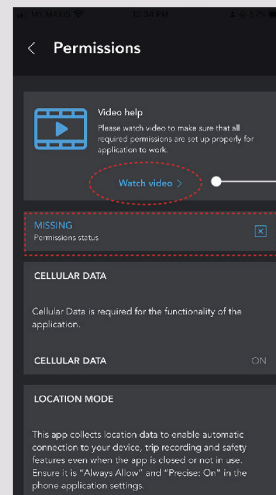 Permissions
Video help
Please watch video to make sure that all
required permissions are set up properly for
application to work.
Watch video >
MISSING
Permissions status
CELLULAR DATA
Cellular Data is required for the functionality of the
application.
CELLULAR DATA ON
LOCATION MODE
This app collects location data to enable automatic
connection to your device, trip recording and safety
features even when the app is closed or not in use.
Ensure it is "Always Allow" and "Precise: On" in the
phone application settings.